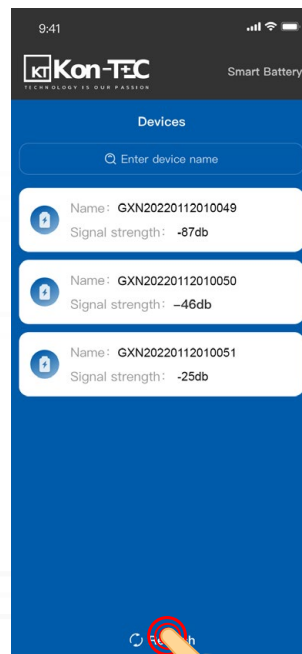 9:41
KT Kon-TEC
TECHNOLOGY IS OUR PASSION
Smart Battery
Devices
Enter device name
Name: GXN20220112010049
Signal strength: -87db
Name: GXN20220112010050
Signal strength: –46db
Name: GXN20220112010051
Signal strength: -25db